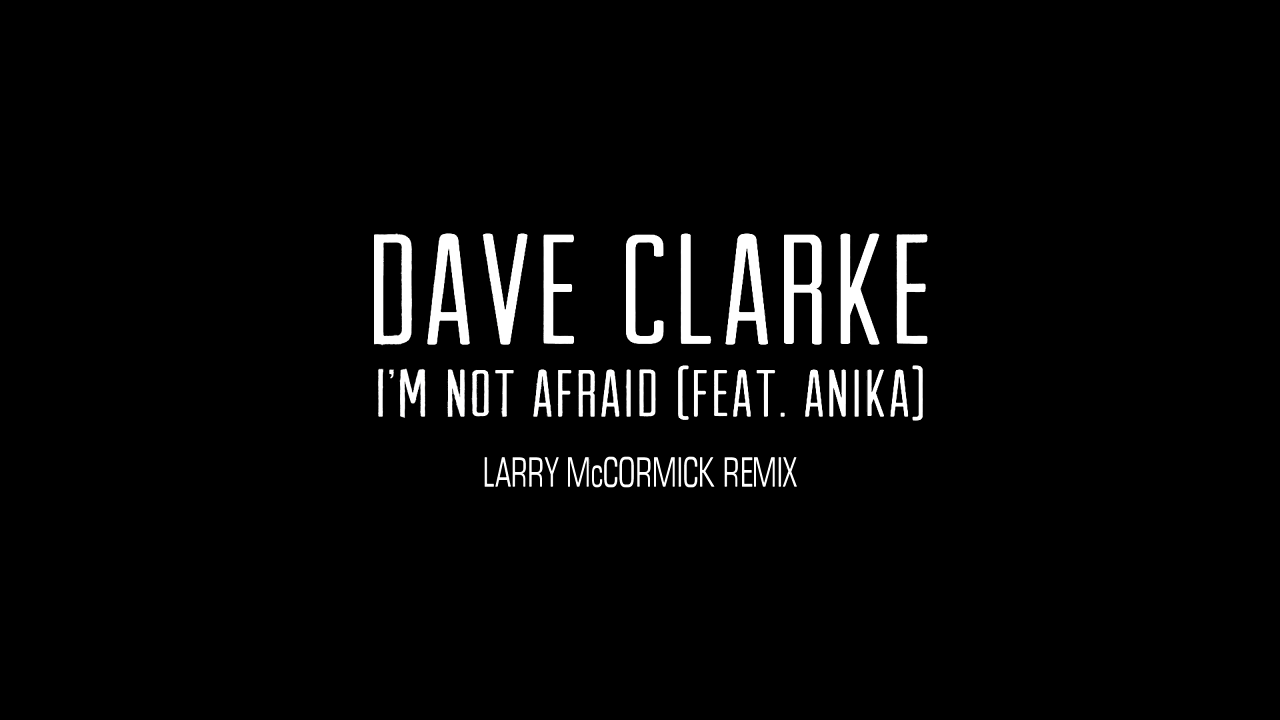 DAVE CLARKE
I'M NOT AFRAID (FEAT. ANIKA)
LARRY McCORMICK REMIX